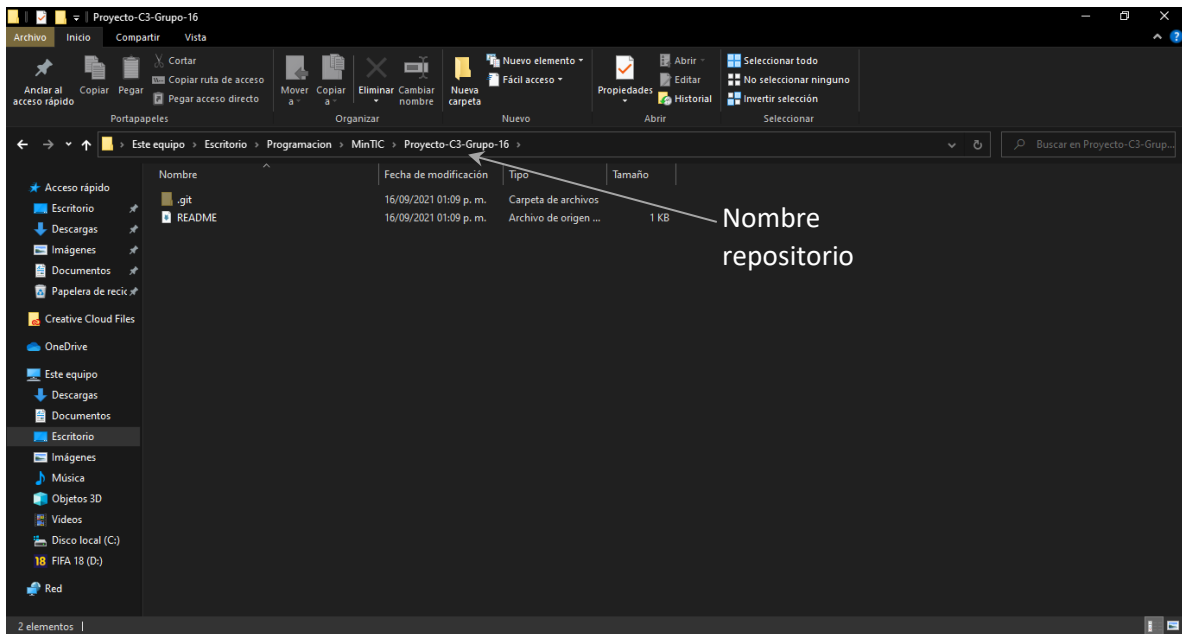 Proyecto-C3-Grupo-16
Archivo Inicio Compartir Vista
Anclar al acceso rápido
Copiar
Pegar
Cortar
Copiar ruta de acceso
Pegar acceso directo
Portapapeles
Mover a
Copiar a
Eliminar
Cambiar nombre
Organizar
Nueva carpeta
Nuevo elemento
Fácil acceso
Nuevo
Propiedades
Abrir
Editar
Historial
Abrir
Seleccionar todo
No seleccionar ninguno
Invertir selección
Seleccionar
Este equipo › Escritorio › Programacion › MinTIC › Proyecto-C3-Grupo-16 ›
Buscar en Proyecto-C3-Grup...
Nombre Fecha de modificación Tipo Tamaño
.git 16/09/2021 01:09 p. m. Carpeta de archivos
README 16/09/2021 01:09 p. m. Archivo de origen ... 1 KB
Nombre
repositorio
Acceso rápido
Escritorio
Descargas
Imágenes
Documentos
Papelera de recic
Creative Cloud Files
OneDrive
Este equipo
Descargas
Documentos
Escritorio
Imágenes
Música
Objetos 3D
Videos
Disco local (C:)
18 FIFA 18 (D:)
Red
2 elementos